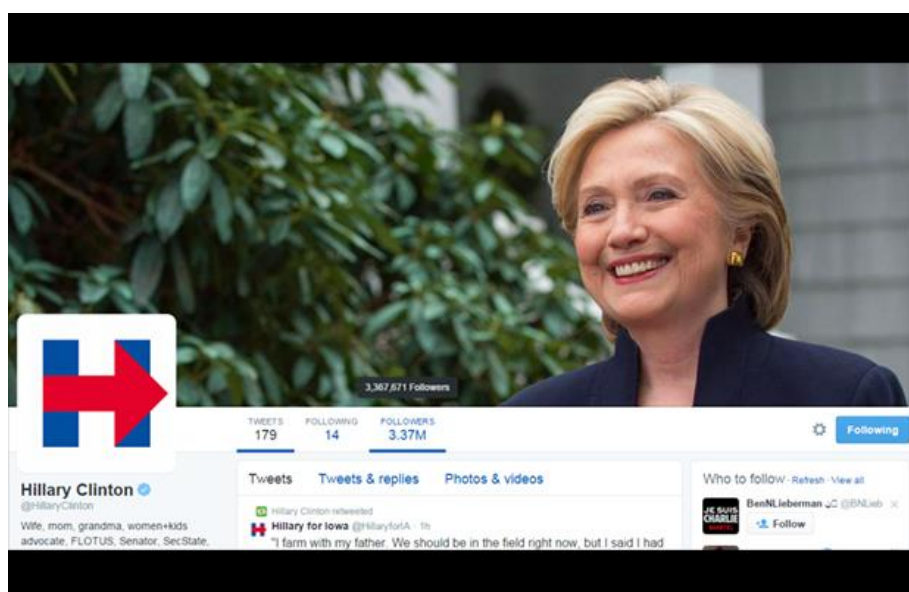 3,367,671 Followers
TWEETS FOLLOWING FOLLOWERS
179 14 3.37M
Following
Hillary Clinton
@HillaryClinton
Wife, mom, grandma, women+kids
advocate, FLOTUS, Senator, SecState,
Tweets Tweets & replies Photos & videos
Hillary Clinton retweeted
Hillary for Iowa @HillaryforIA · 1h
"I farm with my father. We should be in the field right now, but I said I had
Who to follow · Refresh · View all
JE SUIS
CHARLIE
BenNLieberman @BNLieb
Follow